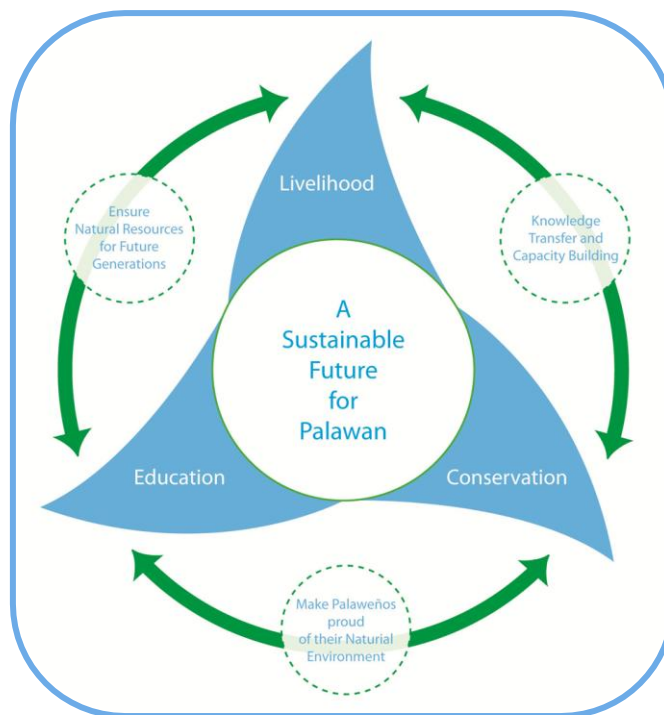 Livelihood
Ensure
Natural Resources
for Future
Generations
Knowledge
Transfer and
Capacity Building
A
Sustainable
Future
for
Palawan
Education
Conservation
Make Palaweños
proud
of their Naturial
Environment